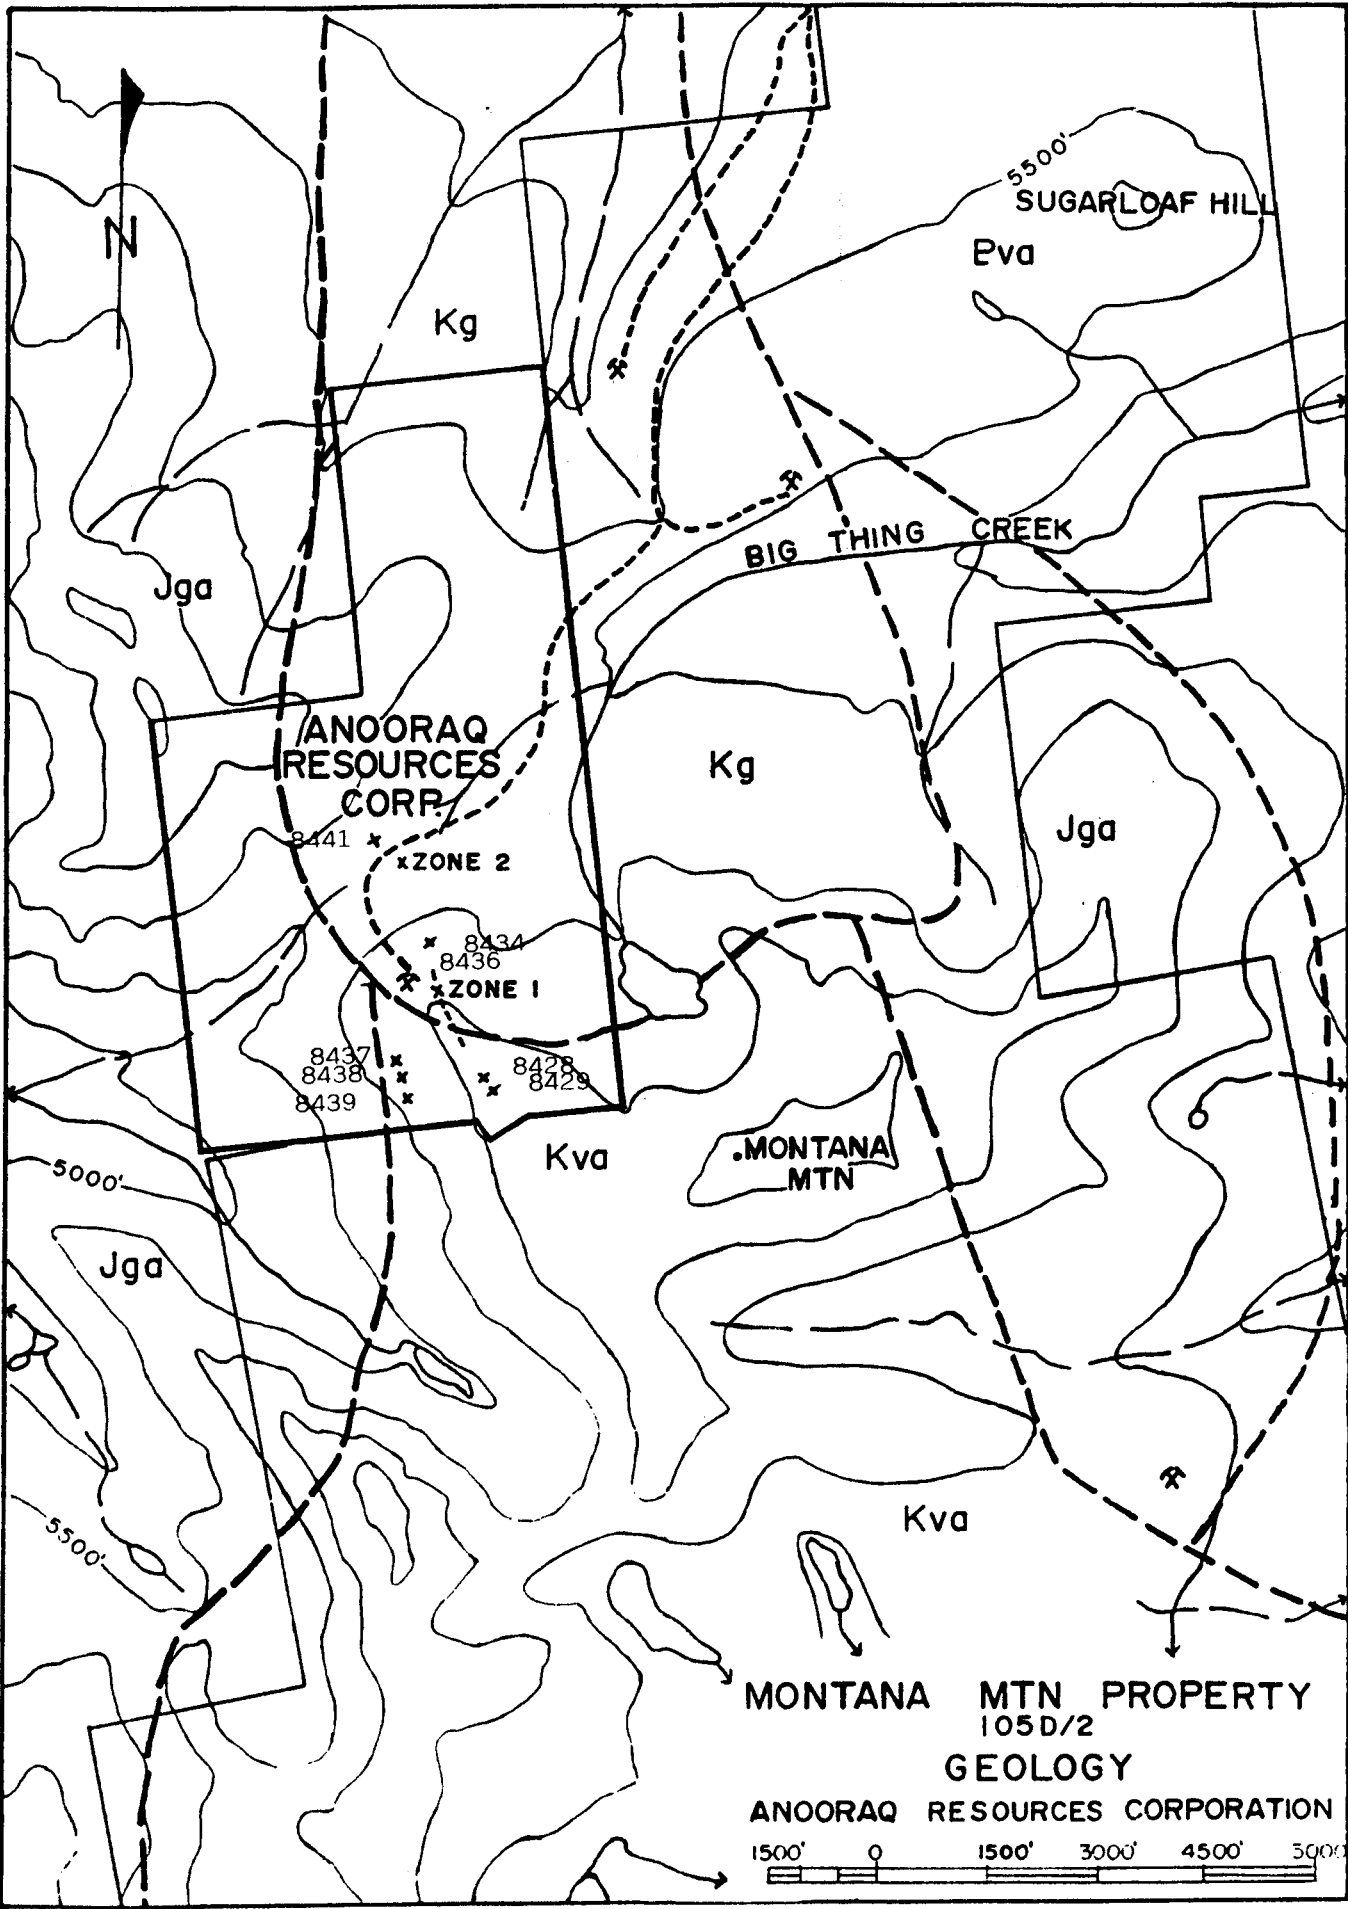 5500'
SUGARLOAF HILL
N
Pva
Kg
BIG THING CREEK
Jga
ANOORAQ
RESOURCES
CORP.
Kg
Jga
8441
ZONE 2
8434
8436
ZONE 1
8437
8438
8439
8428
8429
Kva
.MONTANA
MTN
5000'
Jga
5500'
Kva
MONTANA MTN PROPERTY
105D/2
GEOLOGY
ANOORAQ RESOURCES CORPORATION
1500' 0 1500' 3000' 4500' 5000